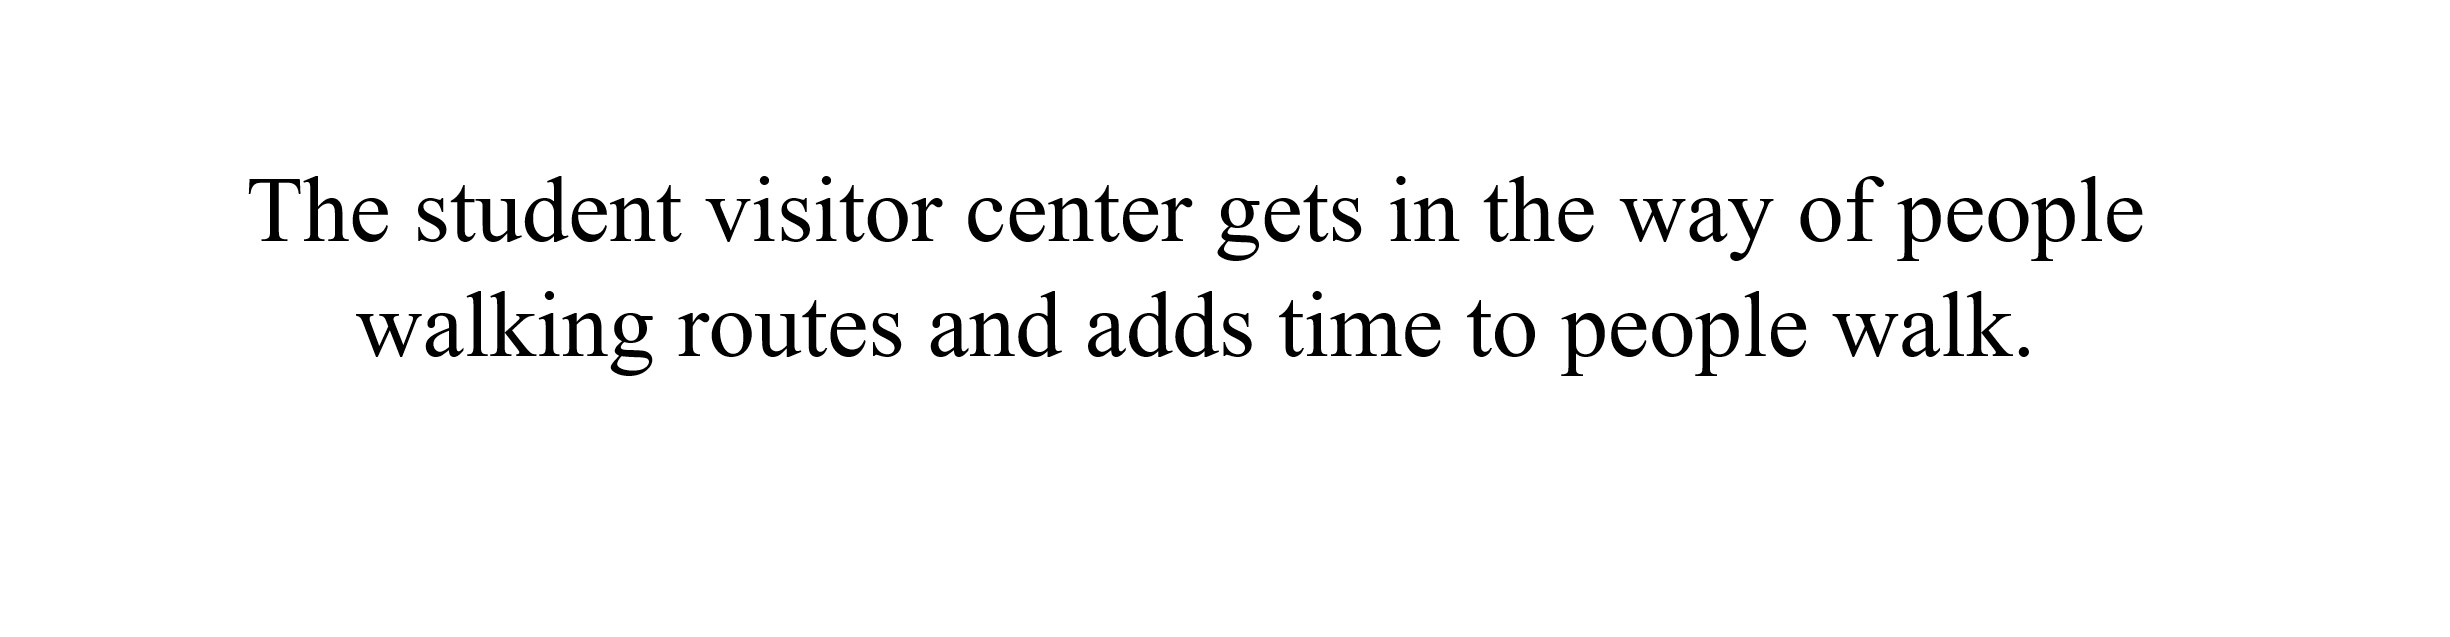 The student visitor center gets in the way of people
walking routes and adds time to people walk.